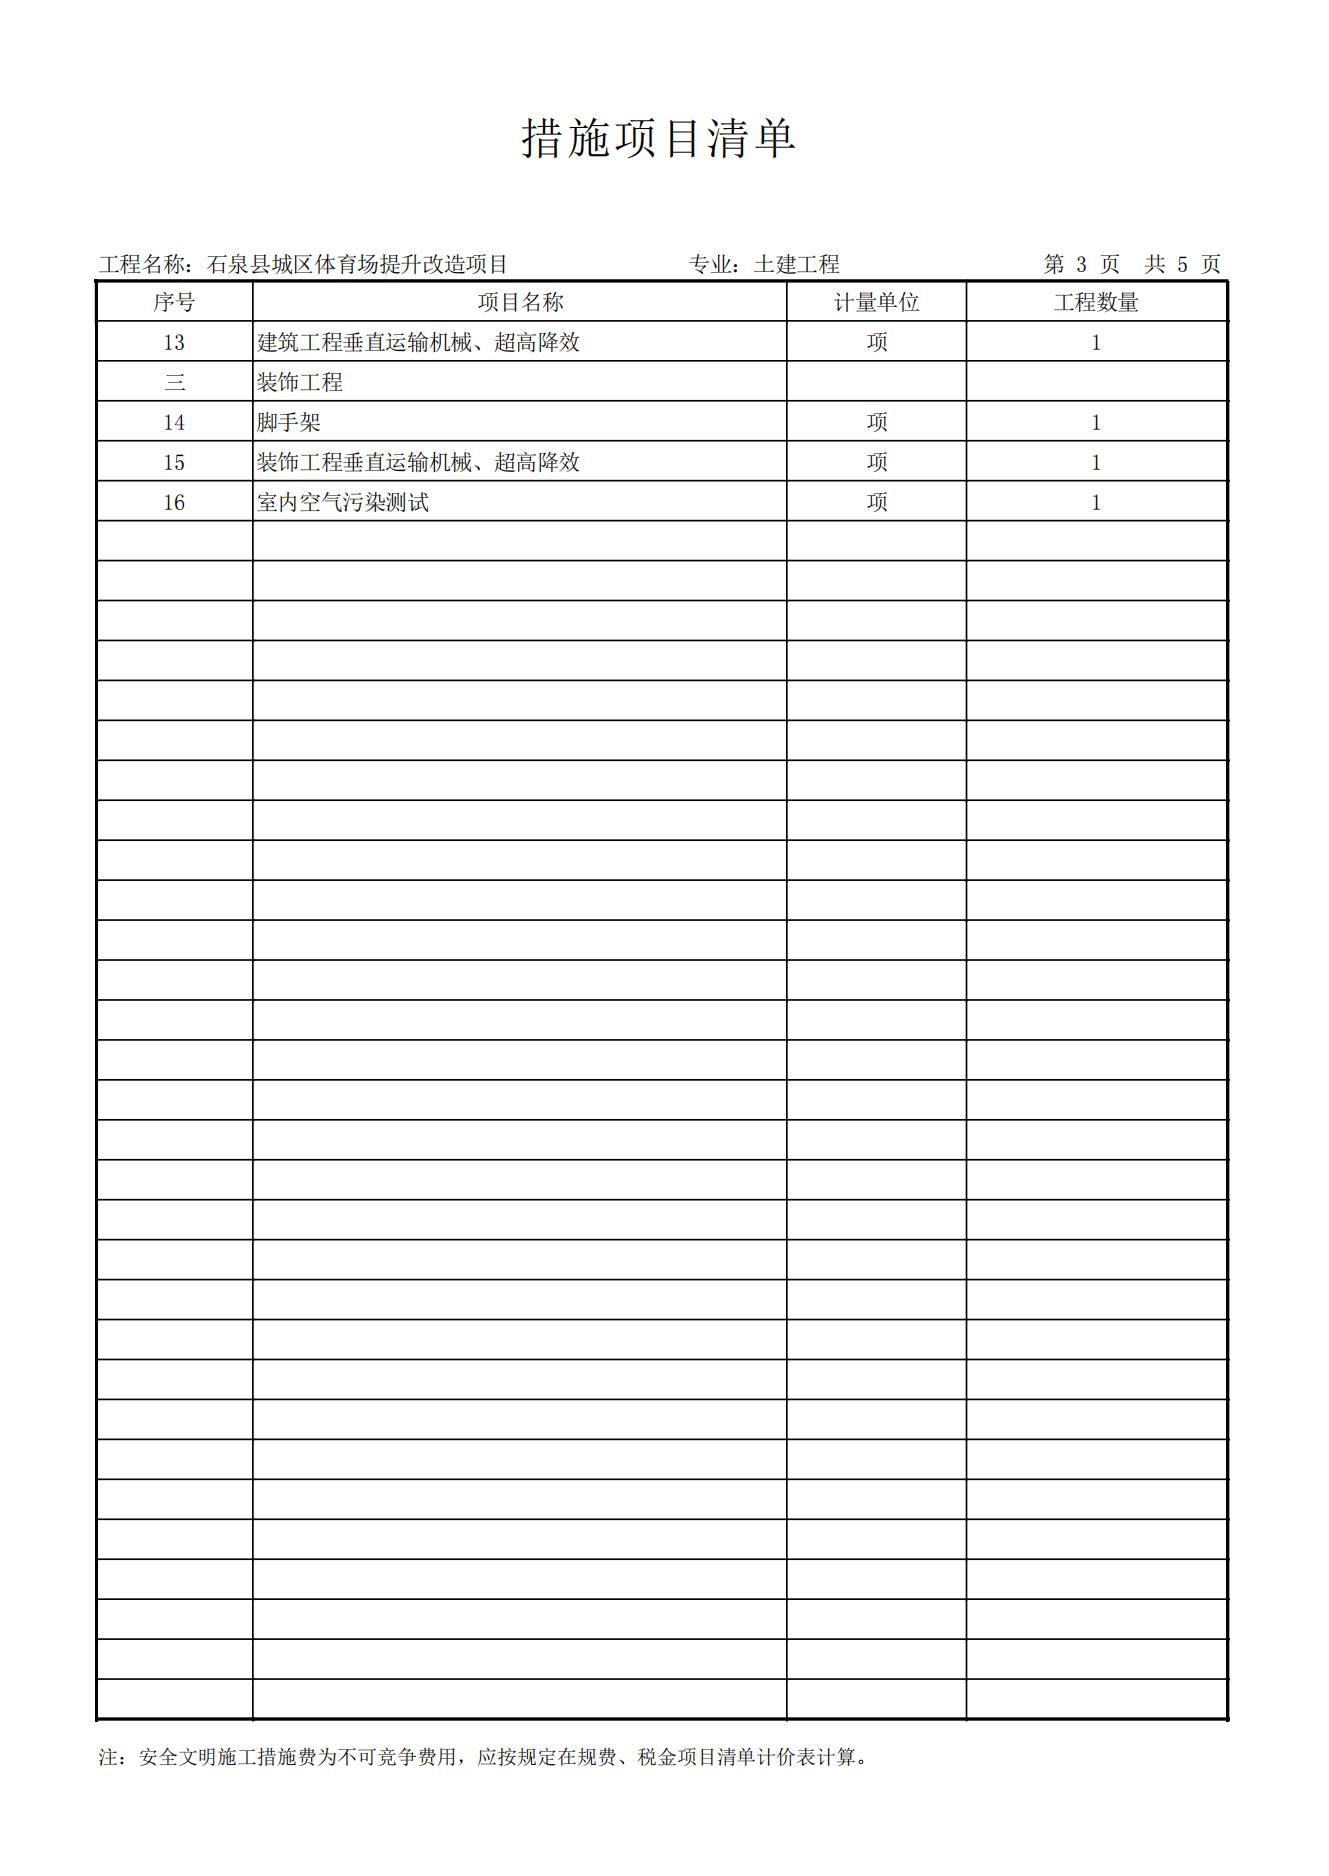 措施项目清单
工程名称：石泉县城区体育场提升改造项目 专业：土建工程 第 3 页 共 5 页
序号 项目名称 计量单位 工程数量
13 建筑工程垂直运输机械、超高降效 项 1
三 装饰工程
14 脚手架 项 1
15 装饰工程垂直运输机械、超高降效 项 1
16 室内空气污染测试 项 1
注：安全文明施工措施费为不可竞争费用，应按规定在规费、税金项目清单计价表计算。